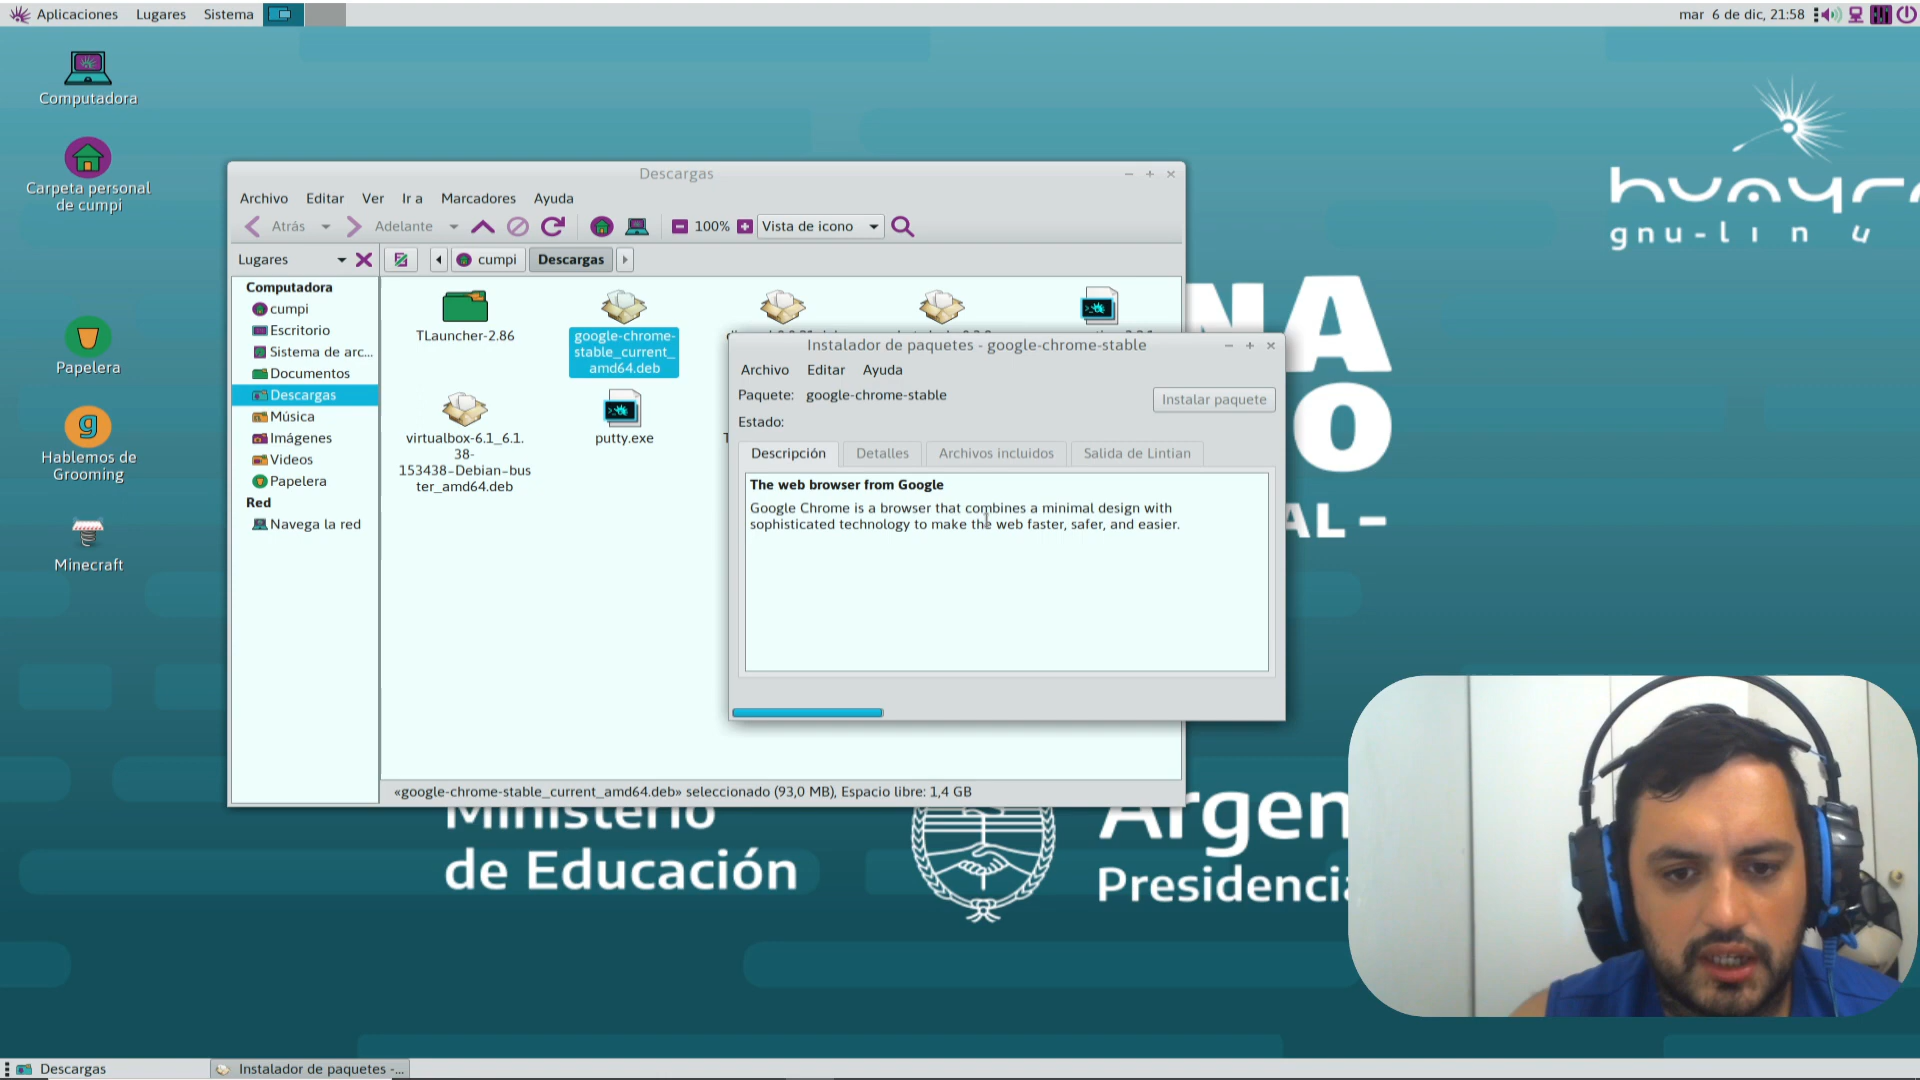 Aplicaciones Lugares Sistema
mar 6 de dic, 21:58
Computadora
Carpeta personal
de cumpi
Papelera
Hablemos de
Grooming
Minecraft
huayra
gnu-linu
NA
O
AL –
Descargas
Archivo Editar Ver Ir a Marcadores Ayuda
Atrás Adelante 100% Vista de icono
Lugares
cumpi Descargas
Computadora
cumpi
Escritorio
Sistema de arc...
Documentos
Descargas
Música
Imágenes
Videos
Papelera
Red
Navega la red
TLauncher-2.86
google-chrome-
stable_current_
amd64.deb
virtualbox-6.1_6.1.
38-
153438~Debian~bus
ter_amd64.deb
putty.exe
«google-chrome-stable_current_amd64.deb» seleccionado (93,0 MB), Espacio libre: 1,4 GB
Instalador de paquetes - google-chrome-stable
Archivo Editar Ayuda
Paquete: google-chrome-stable
Instalar paquete
Estado:
Descripción Detalles Archivos incluidos Salida de Lintian
The web browser from Google
Google Chrome is a browser that combines a minimal design with
sophisticated technology to make the web faster, safer, and easier.
Ministerio
de Educación
Argen
Presidencia
Descargas
Instalador de paquetes -...